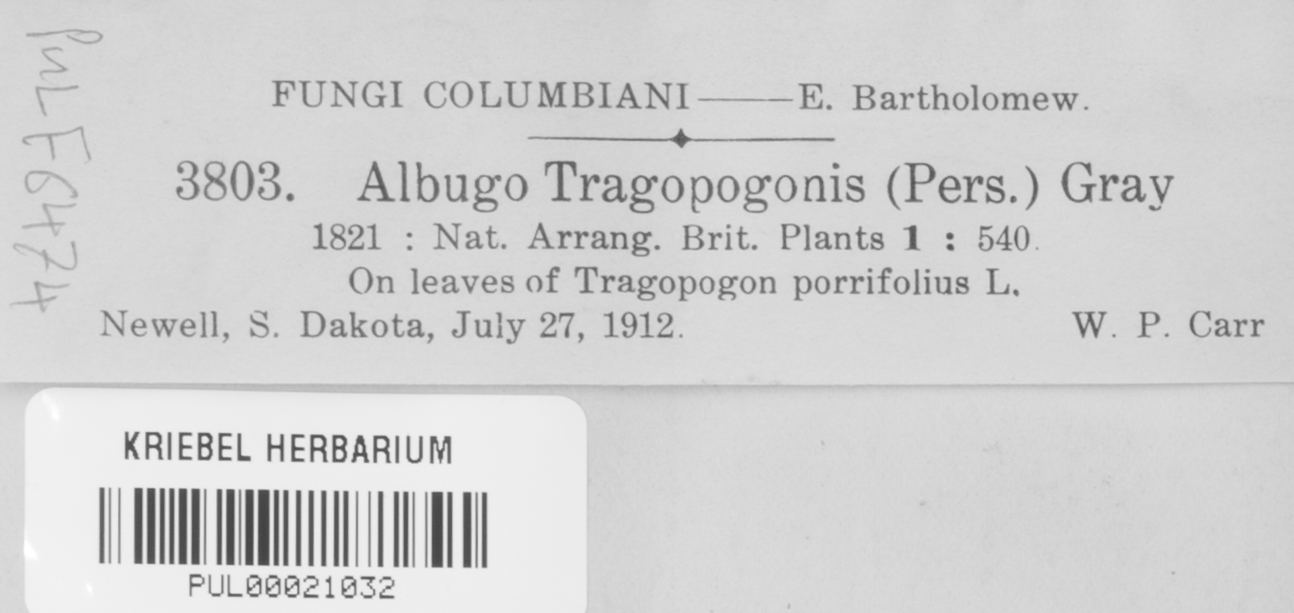 FUNGI COLUMBIANI——E. Bartholomew.
3803. Albugo Tragopogonis (Pers.) Gray
1821 : Nat. Arrang. Brit. Plants 1 : 540.
On leaves of Tragopogon porrifolius L.
Newell, S. Dakota, July 27, 1912. W. P. Carr
PUL F6474
KRIEBEL HERBARIUM
PUL00021032